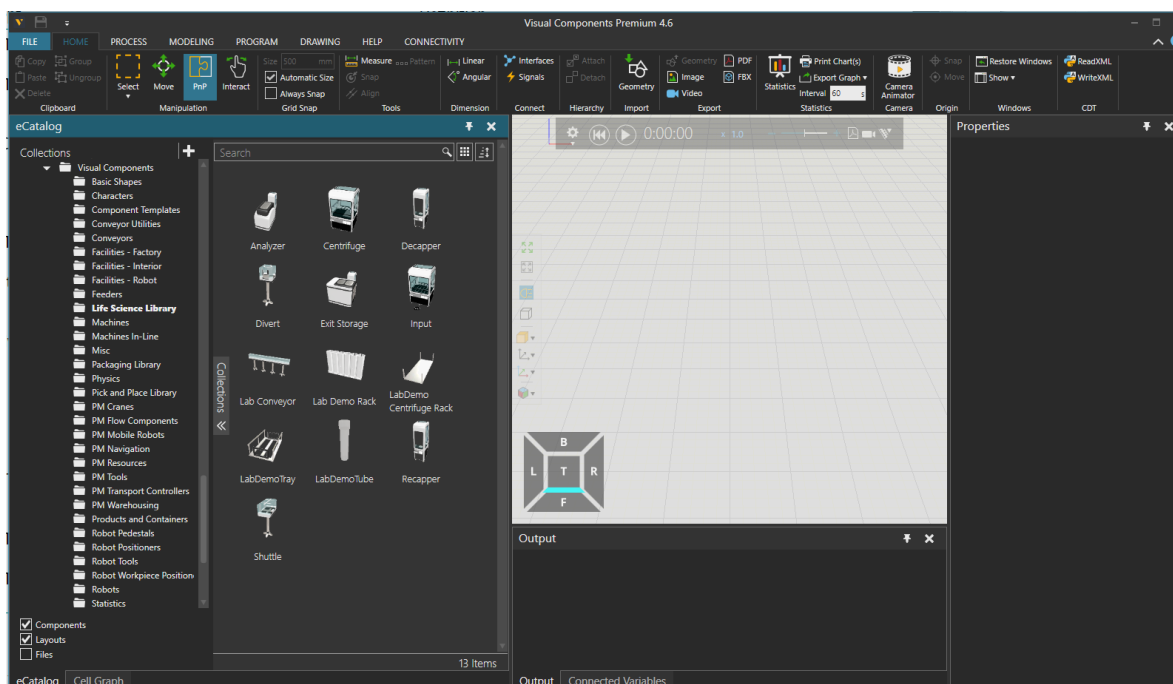 Visual Components Premium 4.6
FILE HOME PROCESS MODELING PROGRAM DRAWING HELP CONNECTIVITY
Copy Group
Paste Ungroup
Delete
Clipboard
Select Move PnP Interact
Manipulation
Size 500 mm
Automatic Size
Always Snap
Grid Snap
Measure Pattern
Snap
Align
Tools
Linear
Angular
Dimension
Interfaces
Signals
Connect
Attach
Detach
Hierarchy
Geometry
Import
Geometry PDF
Image FBX
Video
Export
Statistics
Print Chart(s)
Export Graph
Interval 60 s
Statistics
Camera
Animator
Camera
Snap
Move
Origin
Restore Windows
Show
Windows
ReadXML
WriteXML
CDT
eCatalog
Collections
Visual Components
Basic Shapes
Characters
Component Templates
Conveyor Utilities
Conveyors
Facilities - Factory
Facilities - Interior
Facilities - Robot
Feeders
Life Science Library
Machines
Machines In-Line
Misc
Packaging Library
Physics
Pick and Place Library
PM Cranes
PM Flow Components
PM Mobile Robots
PM Navigation
PM Resources
PM Tools
PM Transport Controllers
PM Warehousing
Products and Containers
Robot Pedestals
Robot Positioners
Robot Tools
Robot Workpiece Position
Robots
Statistics
Components
Layouts
Files
eCatalog Cell Graph
Collections
Search
Analyzer Centrifuge Decapper
Divert Exit Storage Input
Lab Conveyor Lab Demo Rack LabDemo
Centrifuge Rack
LabDemoTray LabDemoTube Recapper
Shuttle
13 Items
0:00:00 x 1.0
B
L T R
F
Output
Output Connected Variables
Properties